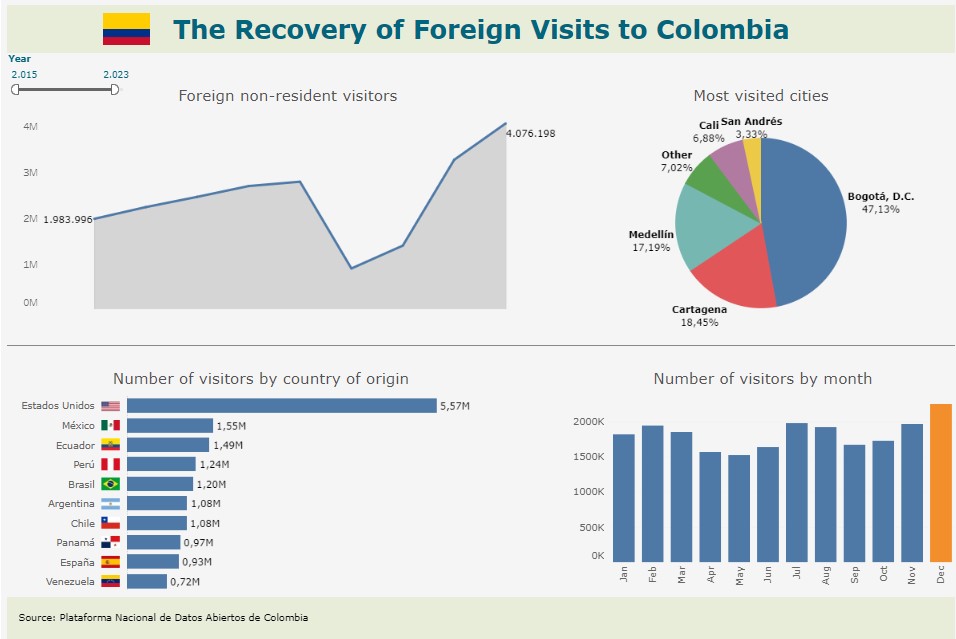 The Recovery of Foreign Visits to Colombia
Year
2.015 2.023
Foreign non-resident visitors
4M
3M
2M
1M
0M
1.983.996
4.076.198
Most visited cities
San Andrés
3,33%
Cali
6,88%
Other
7,02%
Bogotá, D.C.
47,13%
Medellín
17,19%
Cartagena
18,45%
Number of visitors by country of origin
Estados Unidos 5,57M
México 1,55M
Ecuador 1,49M
Perú 1,24M
Brasil 1,20M
Argentina 1,08M
Chile 1,08M
Panamá 0,97M
España 0,93M
Venezuela 0,72M
Number of visitors by month
2000K
1500K
1000K
500K
0K
Jan Feb Mar Apr May Jun Jul Aug Sep Oct Nov Dec
Source: Plataforma Nacional de Datos Abiertos de Colombia